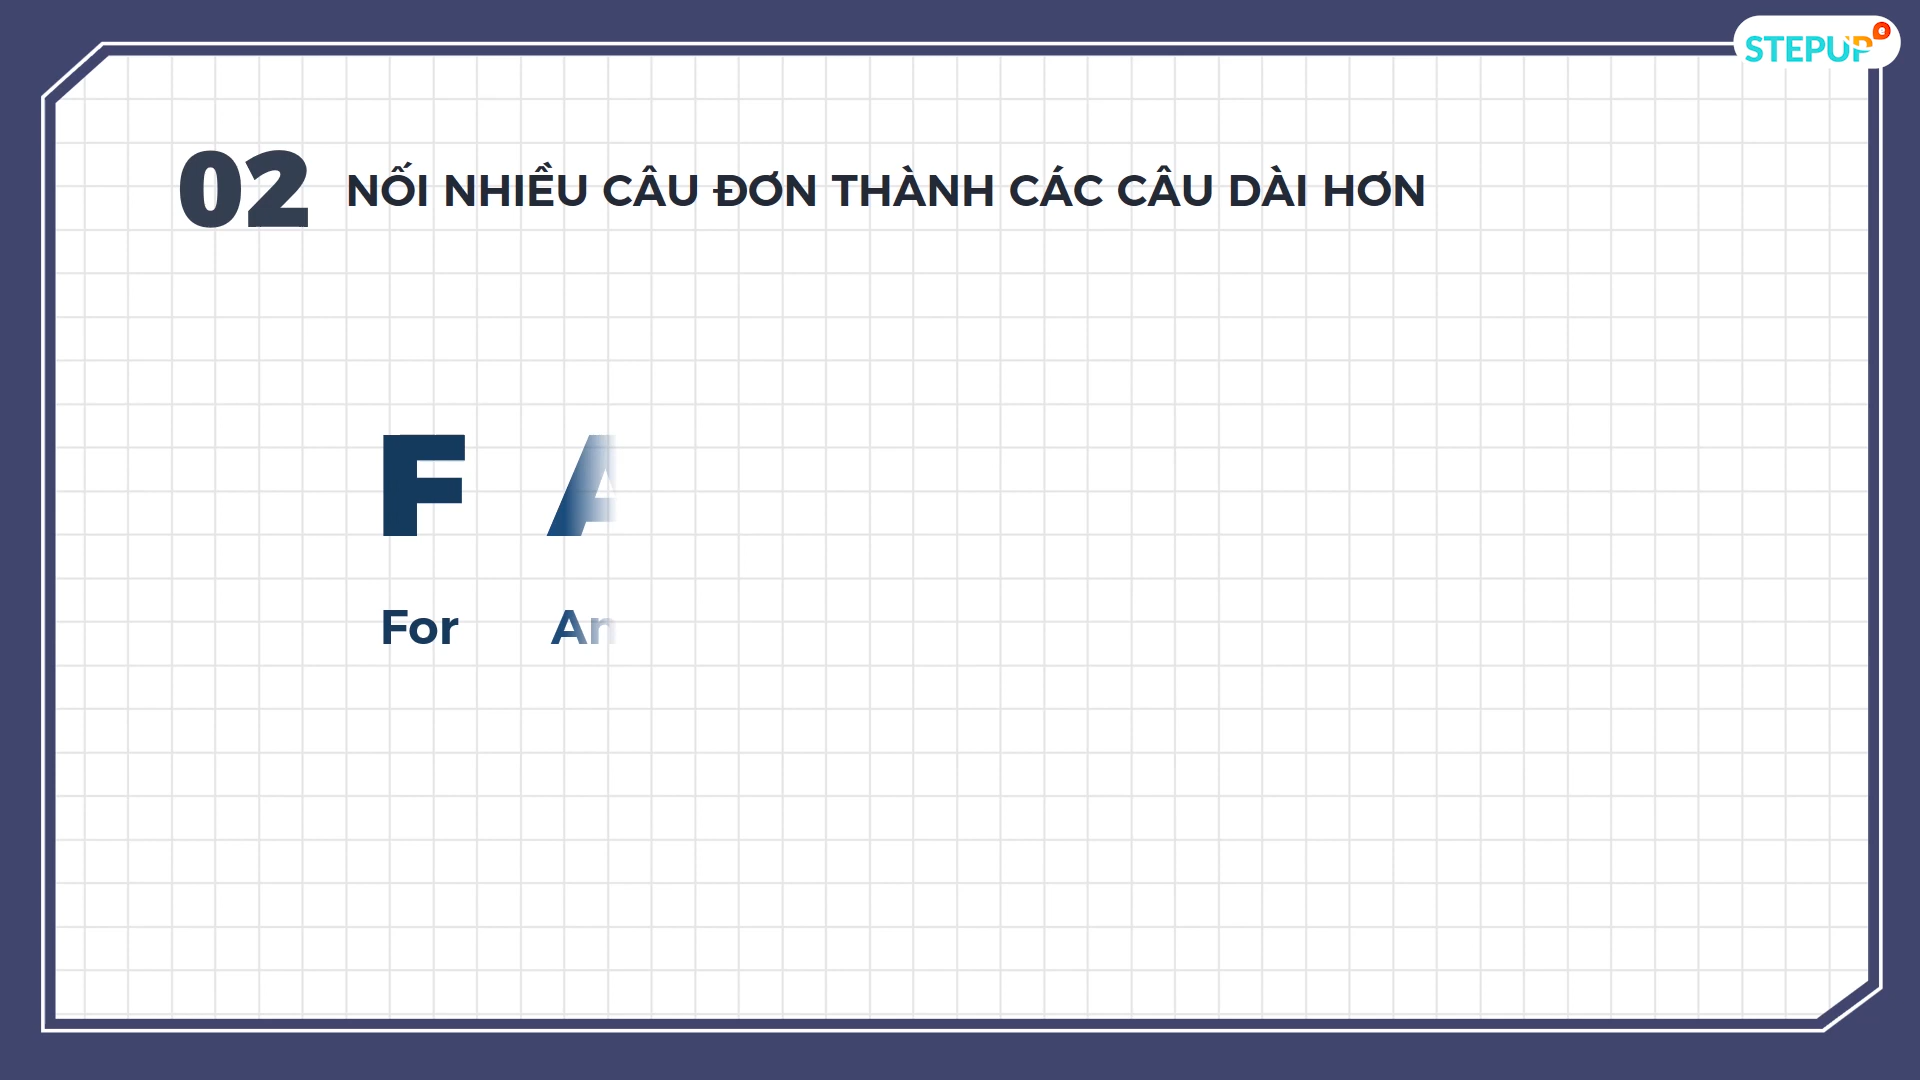 STEPUP
02 NỐI NHIỀU CÂU ĐƠN THÀNH CÁC CÂU DÀI HƠN
F A
For